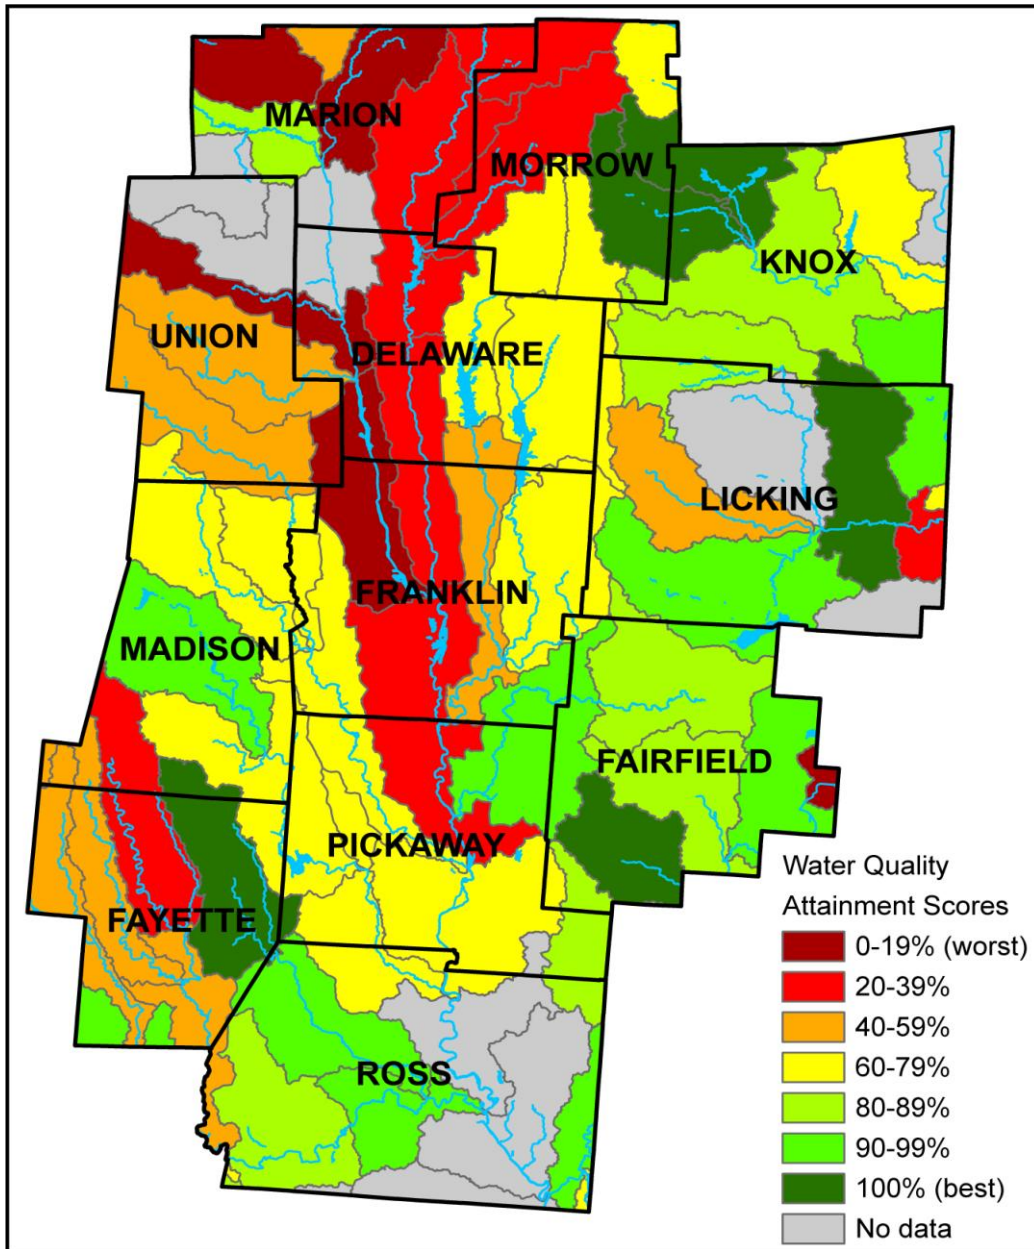 MARION
MORROW
KNOX
UNION
DELAWARE
LICKING
FRANKLIN
MADISON
FAIRFIELD
PICKAWAY
FAYETTE
ROSS
Water Quality
Attainment Scores
0-19% (worst)
20-39%
40-59%
60-79%
80-89%
90-99%
100% (best)
No data